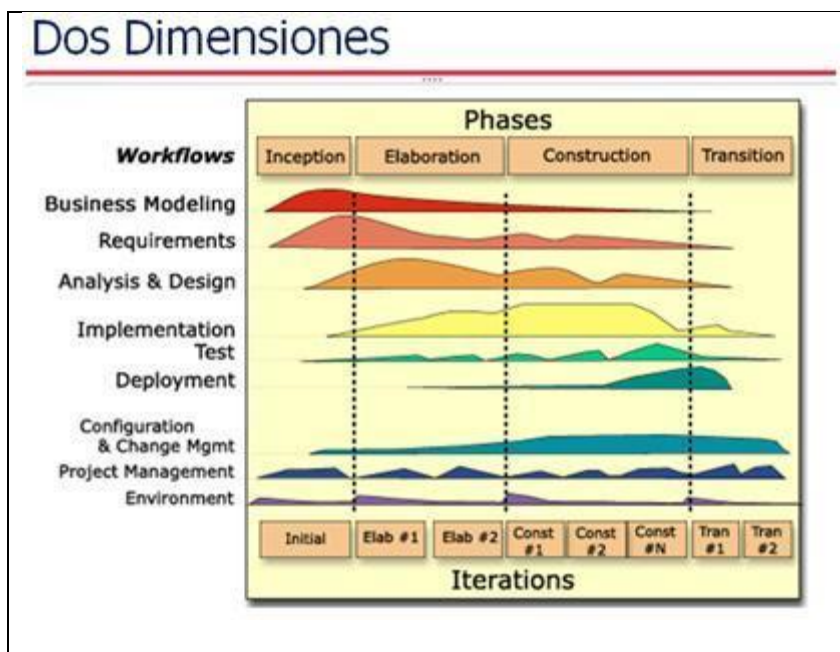 Dos Dimensiones
Phases
Workflows
Inception
Elaboration
Construction
Transition
Business Modeling
Requirements
Analysis & Design
Implementation
Test
Deployment
Configuration
& Change Mgmt
Project Management
Environment
Initial
Elab #1
Elab #2
Const
#1
Const
#2
Const
#N
Tran
#1
Tran
#2
Iterations